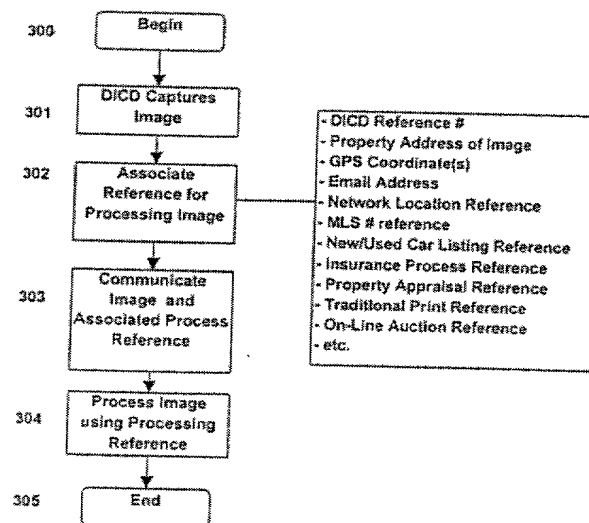 300
Begin
301
DICD Captures
Image
302
Associate
Reference for
Processing Image
- DICD Reference #
- Property Address of Image
- GPS Coordinate(s)
- Email Address
- Network Location Reference
- MLS # reference
- New/Used Car Listing Reference
- Insurance Process Reference
- Property Appraisal Reference
- Traditional Print Reference
- On-Line Auction Reference
- etc.
303
Communicate
Image and
Associated Process
Reference
304
Process Image
using Processing
Reference
305
End